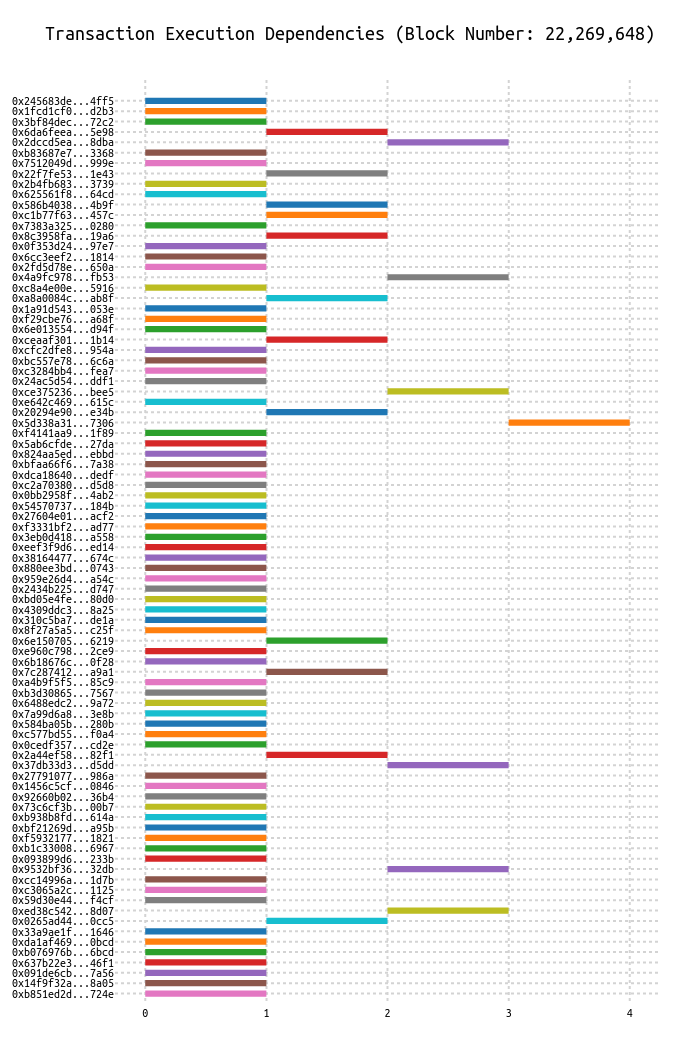 Transaction Execution Dependencies (Block Number: 22,269,648)
0x245683de...4ff5
0x1fcd1cf0...d2b3
0x3bf84dec...72c2
0x6da6feea...5e98
0x2dccd5ea...8dba
0xb83687e7...3368
0x7512049d...999e
0x22f7fe53...1e43
0x2b4fb683...3739
0x625561f8...64cd
0x586b4038...4b9f
0xc1b77f63...457c
0x7383a325...0280
0x8c3958fa...19a6
0x0f353d24...97e7
0x6cc3eef2...1814
0x2fd5d78e...650a
0x4a9fc978...fb53
0xc8a4e00e...5916
0xa8a0084c...ab8f
0x1a91d543...053e
0xf29cbe76...a68f
0x6e013554...d94f
0xceaaf301...1b14
0xcfc2dfe8...954a
0xbc557e78...6c6a
0xc3284bb4...fea7
0x24ac5d54...ddf1
0xce375236...bee5
0xe642c469...615c
0x20294e90...e34b
0x5d338a31...7306
0xf4141aa9...1f89
0x5ab6cfde...27da
0x824aa5ed...ebbd
0xbfaa66f6...7a38
0xdca18640...dedf
0xc2a70380...d5d8
0x0bb2958f...4ab2
0x54570737...184b
0x27604e01...acf2
0xf3331bf2...ad77
0x3eb0d418...a558
0xeef3f9d6...ed14
0x38164477...674c
0x880ee3bd...0743
0x959e26d4...a54c
0x2434b225...d747
0xbd05e4fe...80d0
0x4309ddc3...8a25
0x310c5ba7...de1a
0x8f27a5a5...c25f
0x6e150705...6219
0xe960c798...2ce9
0x6b18676c...0f28
0x7c287412...a9a1
0xa4b9f5f5...85c9
0xb3d30865...7567
0x6488edc2...9a72
0x7a99d6a8...3e8b
0x584ba05b...280b
0xc577bd55...f0a4
0x0cedf357...cd2e
0x2a44ef58...82f1
0x37db33d3...d5dd
0x27791077...986a
0x1456c5cf...0846
0x92660b02...36b4
0x73c6cf3b...00b7
0xb938b8fd...614a
0xbf21269d...a95b
0xf5932177...1821
0xb1c33008...6967
0x093899d6...233b
0x9532bf36...32db
0xcc14996a...1d7b
0xc3065a2c...1125
0x59d30e44...f4cf
0xed38c542...8d07
0x0265ad44...0cc5
0x33a9ae1f...1646
0xda1af469...0bcd
0xb076976b...6bcd
0x637b22e3...46f1
0x091de6cb...7a56
0x14f9f32a...8a05
0xb851ed2d...724e
0 1 2 3 4